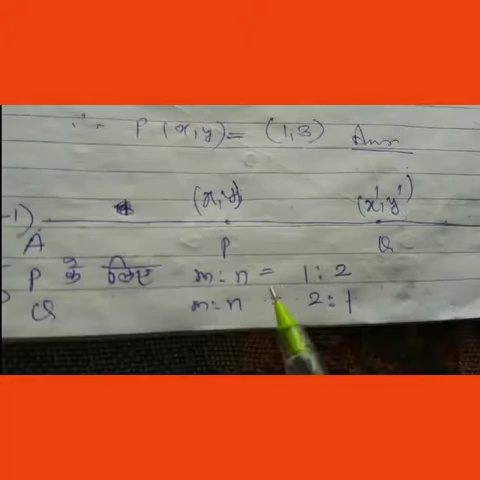 ∴ P (x,y) = (1,3) Ans
(x,y) (x',y')
-1)
A P Q
P के लिए m:n = 1:2
Q m:n = 2:1